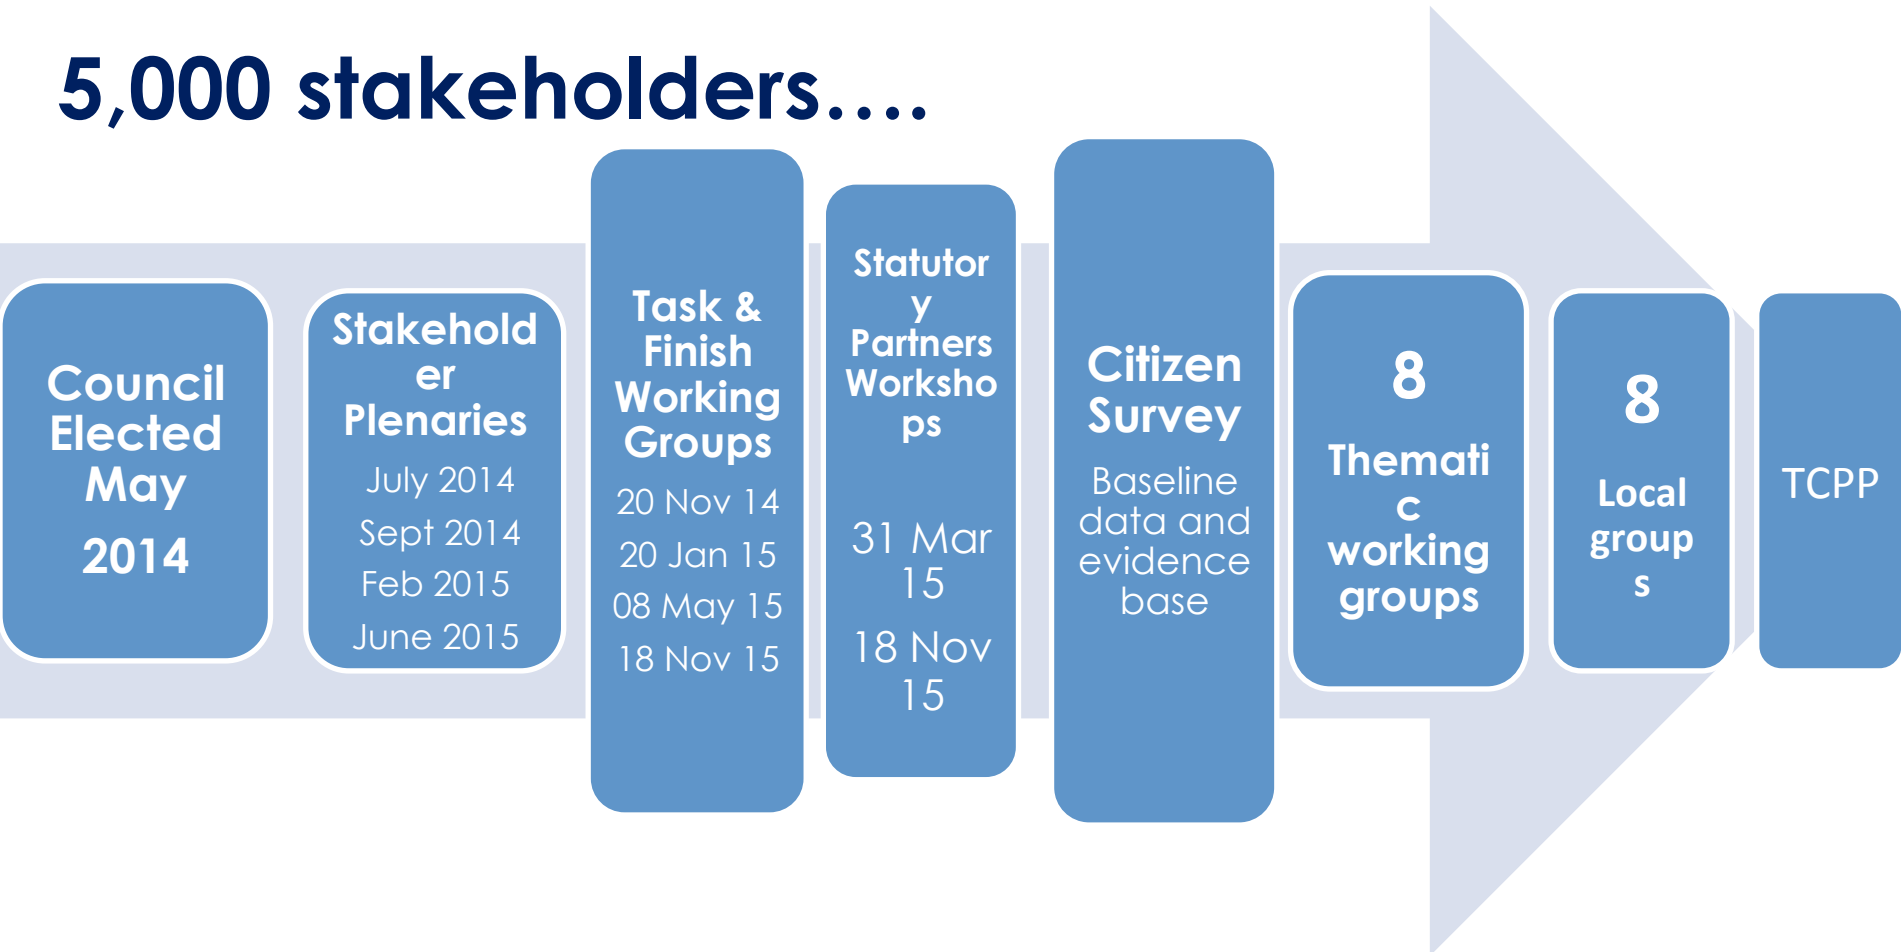 5,000 stakeholders....
Council
Elected
May
2014
Stakehold
er
Plenaries
July 2014
Sept 2014
Feb 2015
June 2015
Task &
Finish
Working
Groups
20 Nov 14
20 Jan 15
08 May 15
18 Nov 15
Statutor
y
Partners
Worksho
ps
31 Mar
15
18 Nov
15
Citizen
Survey
Baseline
data and
evidence
base
8
Themati
c
working
groups
8
Local
group
s
TCPP